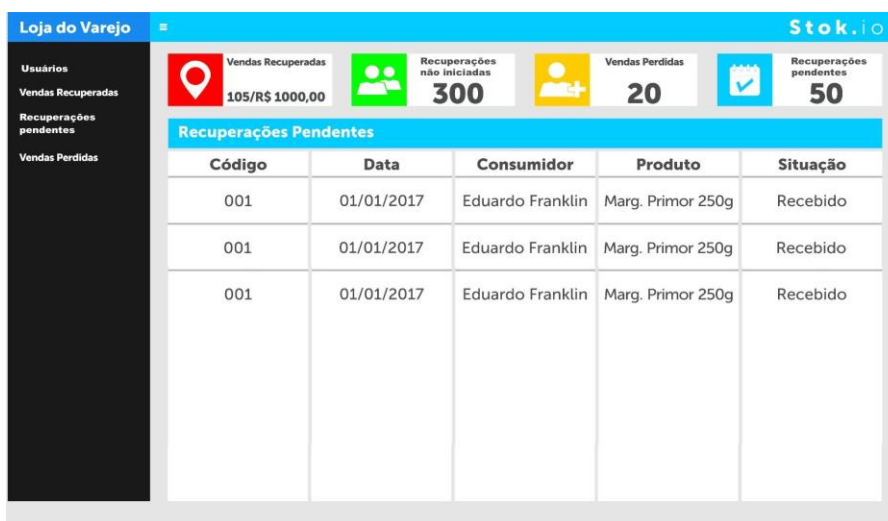 Loja do Varejo
Stok.io
Usuários
Vendas Recuperadas
Recuperações
pendentes
Vendas Perdidas
Vendas Recuperadas
105/R$ 1000,00
Recuperações
não iniciadas
300
Vendas Perdidas
20
Recuperações
pendentes
50
Recuperações Pendentes
Código Data Consumidor Produto Situação
001 01/01/2017 Eduardo Franklin Marg. Primor 250g Recebido
001 01/01/2017 Eduardo Franklin Marg. Primor 250g Recebido
001 01/01/2017 Eduardo Franklin Marg. Primor 250g Recebido